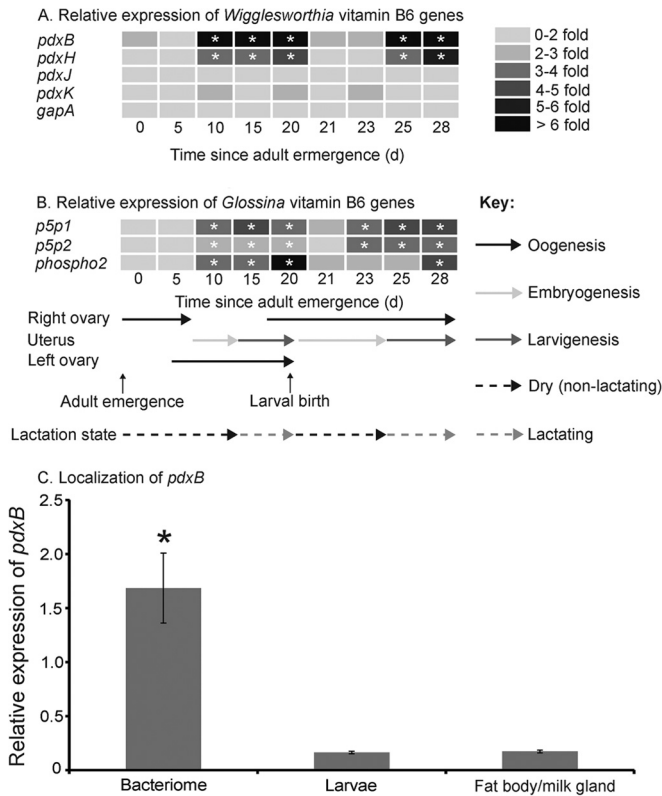 A. Relative expression of Wigglesworthia vitamin B6 genes
pdxB * * * * *
pdxH * * * * *
pdxJ
pdxK
gapA
0 5 10 15 20 21 23 25 28
Time since adult ermergence (d)
0-2 fold
2-3 fold
3-4 fold
4-5 fold
5-6 fold
> 6 fold
B. Relative expression of Glossina vitamin B6 genes
p5p1 * * * * * *
p5p2 * * * * * *
phospho2 * * * *
0 5 10 15 20 21 23 25 28
Time since adult emergence (d)
Right ovary
Uterus
Left ovary
Adult emergence
Larval birth
Lactation state
Key:
Oogenesis
Embryogenesis
Larvigenesis
Dry (non-lactating)
Lactating
C. Localization of pdxB
Relative expression of pdxB
2.5
2.0
1.5
1.0
0.5
0
*
Bacteriome
Larvae
Fat body/milk gland